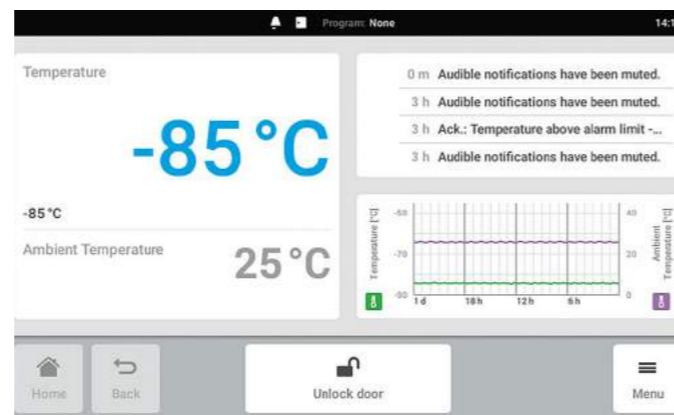 Program: None
14:1
Temperature
-85 °C
-85 °C
Ambient Temperature
25 °C
0 m Audible notifications have been muted.
3 h Audible notifications have been muted.
3 h Ack.: Temperature above alarm limit -...
3 h Audible notifications have been muted.
Temperature [°C]
-50
-70
-90
1 d
18 h
12 h
6 h
40
20
0
Ambient
Temperature [°C]
Home
Back
Unlock door
Menu